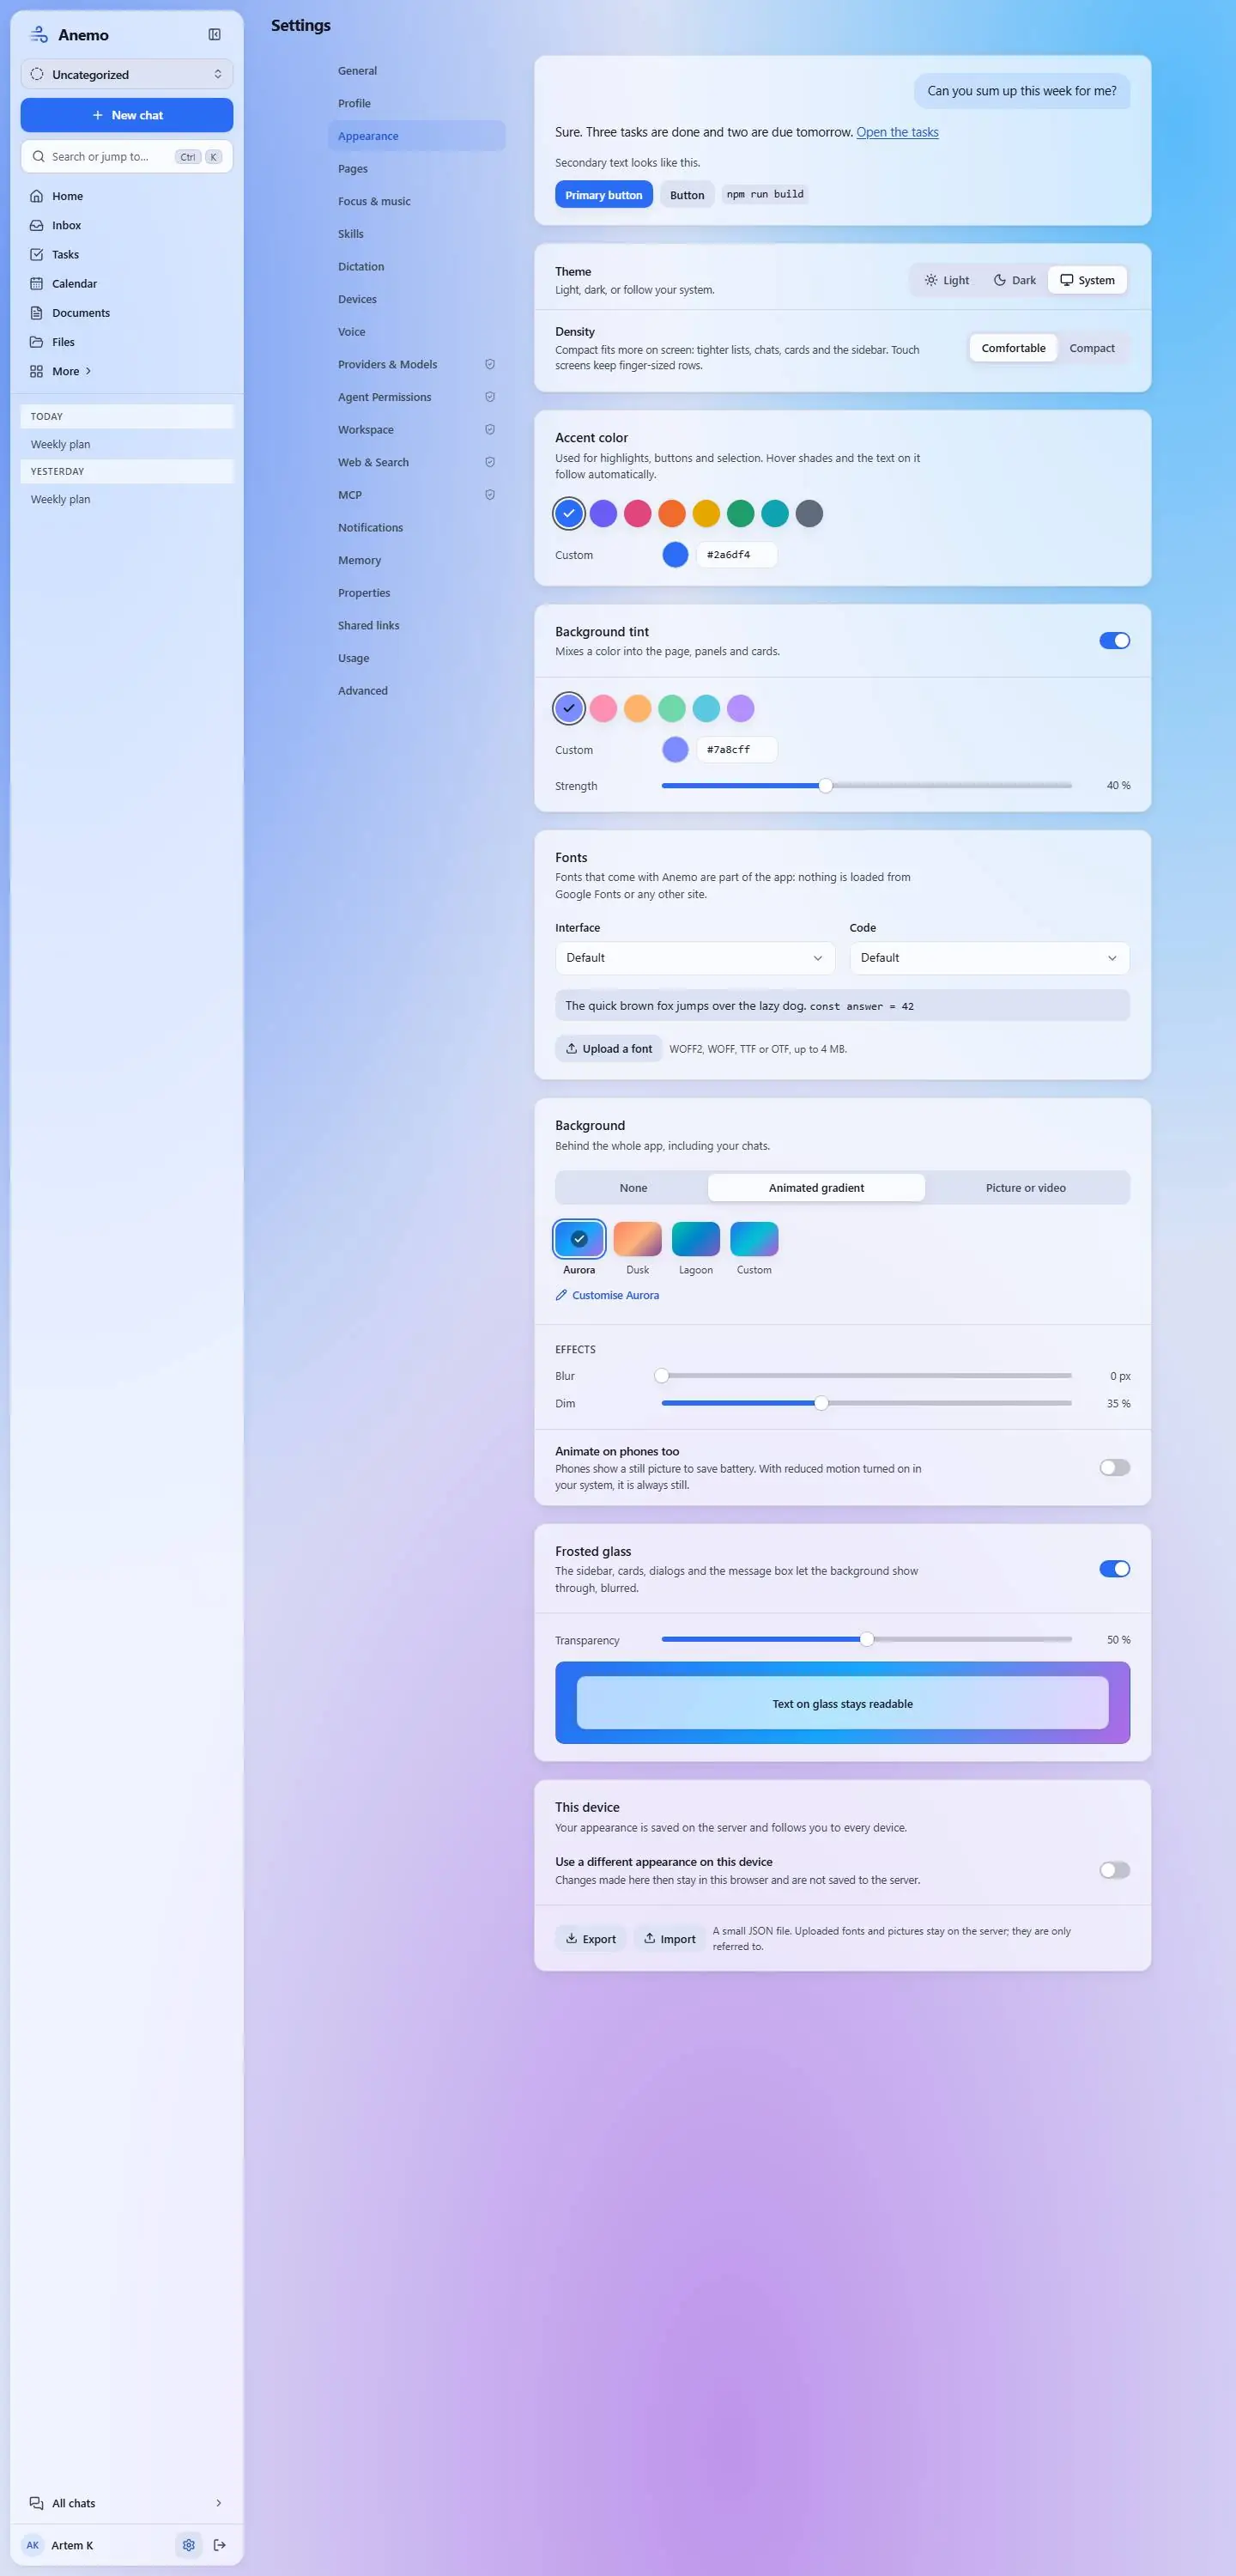 Anemo
Uncategorized
New chat
Search or jump to... Ctrl K
Home
Inbox
Tasks
Calendar
Documents
Files
More
TODAY
Weekly plan
YESTERDAY
Weekly plan
All chats
AK Artem K
Settings
General
Profile
Appearance
Pages
Focus & music
Skills
Dictation
Devices
Voice
Providers & Models
Agent Permissions
Workspace
Web & Search
MCP
Notifications
Memory
Properties
Shared links
Usage
Advanced
Can you sum up this week for me?
Sure. Three tasks are done and two are due tomorrow. Open the tasks
Secondary text looks like this.
Primary button Button npm run build
Theme
Light, dark, or follow your system.
Light Dark System
Density
Compact fits more on screen: tighter lists, chats, cards and the sidebar. Touch
screens keep finger-sized rows.
Comfortable Compact
Accent color
Used for highlights, buttons and selection. Hover shades and the text on it
follow automatically.
Custom #2a6df4
Background tint
Mixes a color into the page, panels and cards.
Custom #7a8cff
Strength 40 %
Fonts
Fonts that come with Anemo are part of the app: nothing is loaded from
Google Fonts or any other site.
Interface Code
Default Default
The quick brown fox jumps over the lazy dog. const answer = 42
Upload a font WOFF2, WOFF, TTF or OTF, up to 4 MB.
Background
Behind the whole app, including your chats.
None Animated gradient Picture or video
Aurora Dusk Lagoon Custom
Customise Aurora
EFFECTS
Blur 0 px
Dim 35 %
Animate on phones too
Phones show a still picture to save battery. With reduced motion turned on in
your system, it is always still.
Frosted glass
The sidebar, cards, dialogs and the message box let the background show
through, blurred.
Transparency 50 %
Text on glass stays readable
This device
Your appearance is saved on the server and follows you to every device.
Use a different appearance on this device
Changes made here then stay in this browser and are not saved to the server.
Export Import A small JSON file. Uploaded fonts and pictures stay on the server; they are only
referred to.